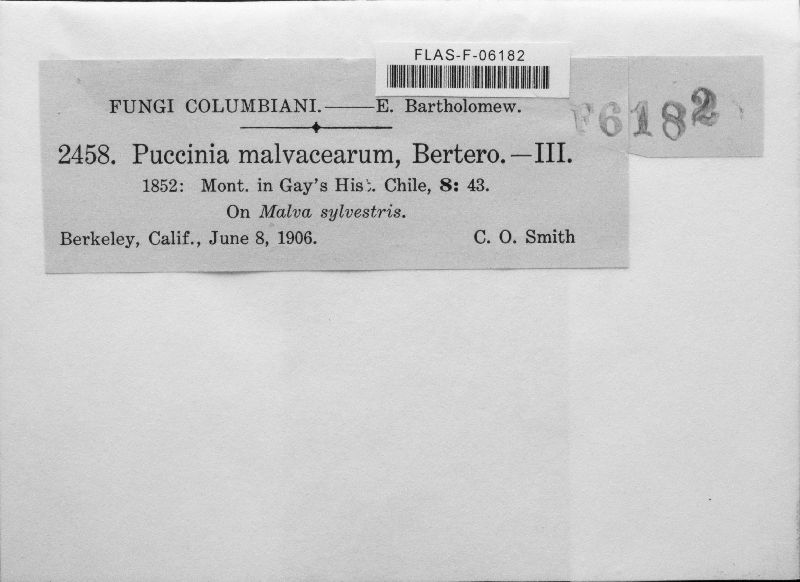 FLAS-F-06182
FUNGI COLUMBIANI.——E. Bartholomew.
F6182
2458. Puccinia malvacearum, Bertero.—III.
1852: Mont. in Gay's Hist. Chile, 8: 43.
On Malva sylvestris.
Berkeley, Calif., June 8, 1906. C. O. Smith